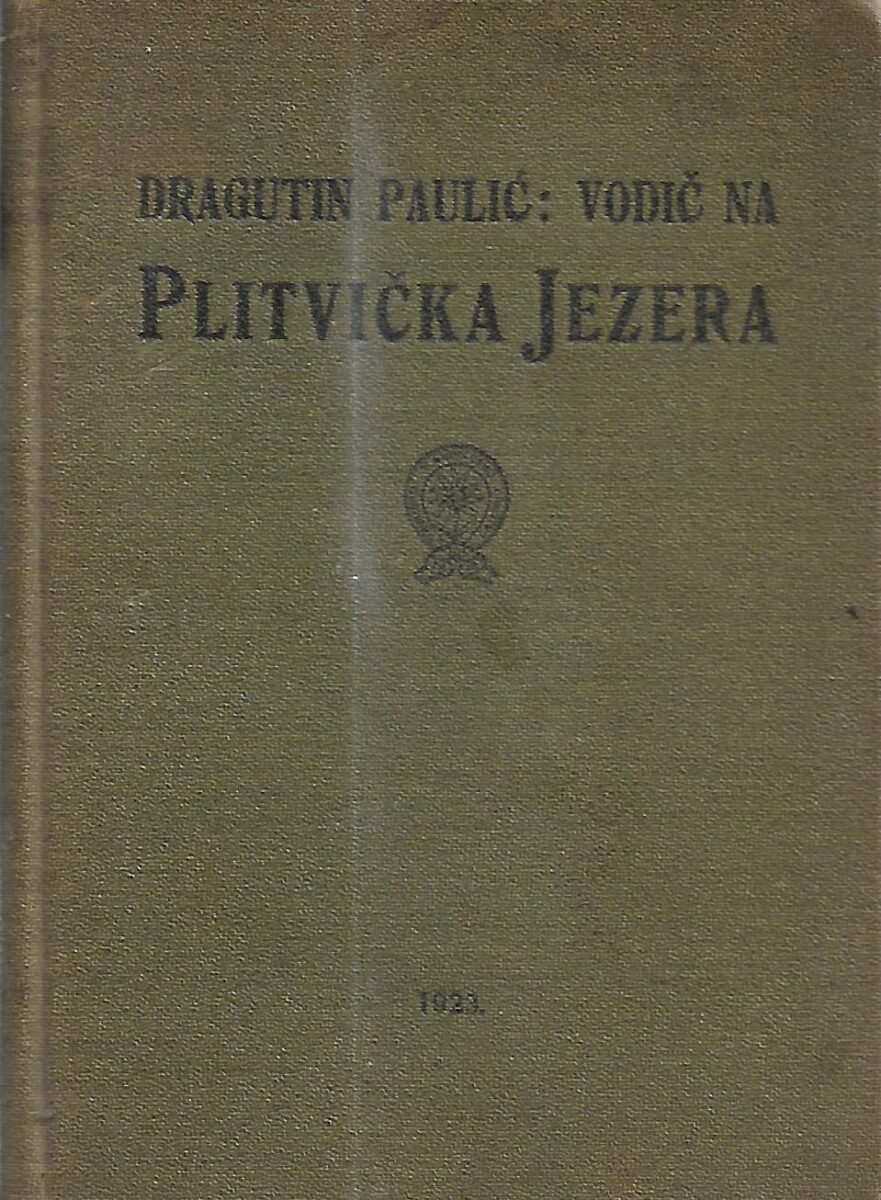 DRAGUTIN PAULIĆ: VODIČ NA
PLITVIČKA JEZERA
1923.